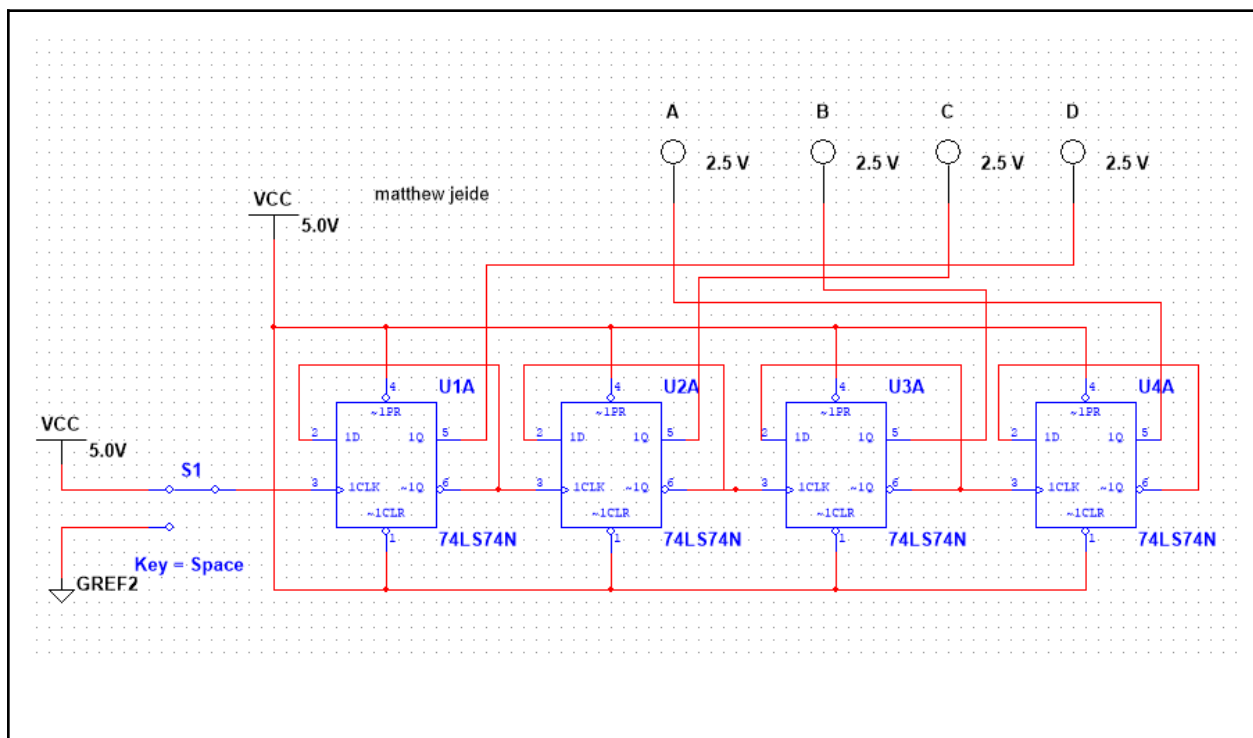 A B C D
2.5 V 2.5 V 2.5 V 2.5 V
matthew jeide
VCC
5.0V
4 U1A 4 U2A 4 U3A 4 U4A
~1PR ~1PR ~1PR ~1PR
VCC
5.0V
2 1D 1Q 5 2 1D 1Q 5 2 1D 1Q 5 2 1D 1Q 5
S1
3 1CLK ~1Q 6 3 1CLK ~1Q 6 3 1CLK ~1Q 6 3 1CLK ~1Q 6
~1CLR ~1CLR ~1CLR ~1CLR
1 74LS74N 1 74LS74N 1 74LS74N 1 74LS74N
Key = Space
GREF2